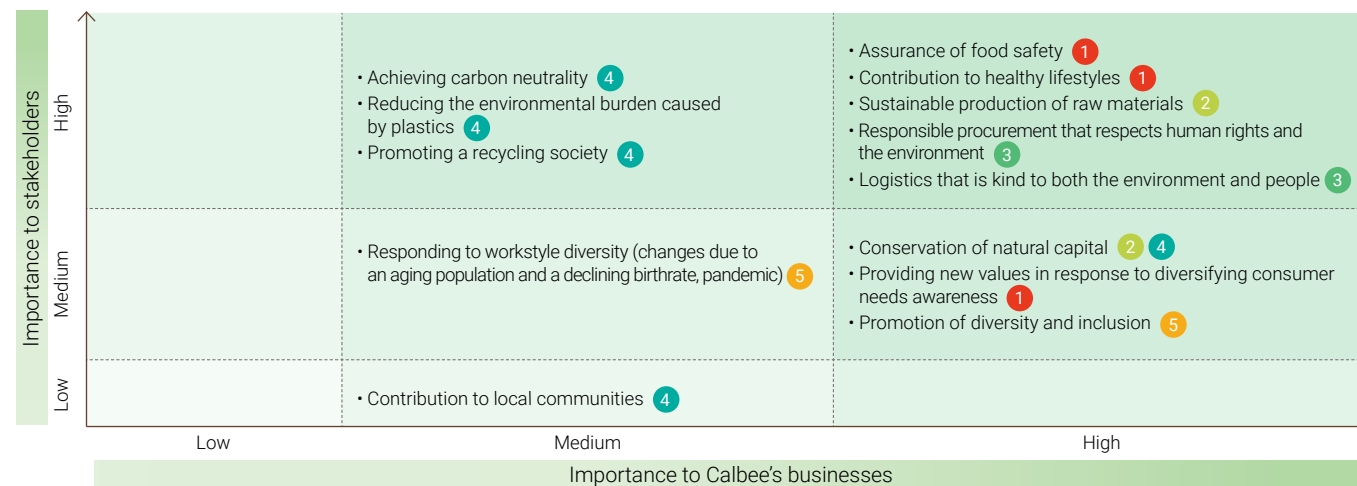 Importance to stakeholders
High
Medium
Low
• Achieving carbon neutrality 4
• Reducing the environmental burden caused
by plastics 4
• Promoting a recycling society 4
• Assurance of food safety 1
• Contribution to healthy lifestyles 1
• Sustainable production of raw materials 2
• Responsible procurement that respects human rights and
the environment 3
• Logistics that is kind to both the environment and people 3
• Responding to workstyle diversity (changes due to
an aging population and a declining birthrate, pandemic) 5
• Conservation of natural capital 2 4
• Providing new values in response to diversifying consumer
needs awareness 1
• Promotion of diversity and inclusion 5
• Contribution to local communities 4
Low
Medium
High
Importance to Calbee's businesses